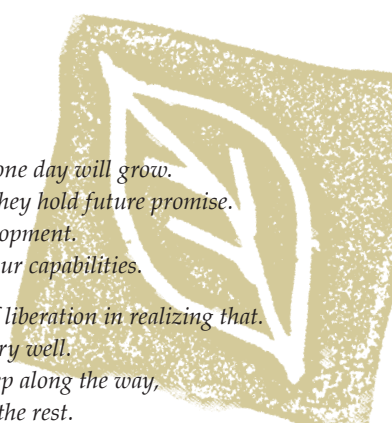 one day will grow.
hey hold future promise.
opment.
ur capabilities.
liberation in realizing that.
ry well.
p along the way,
the rest.